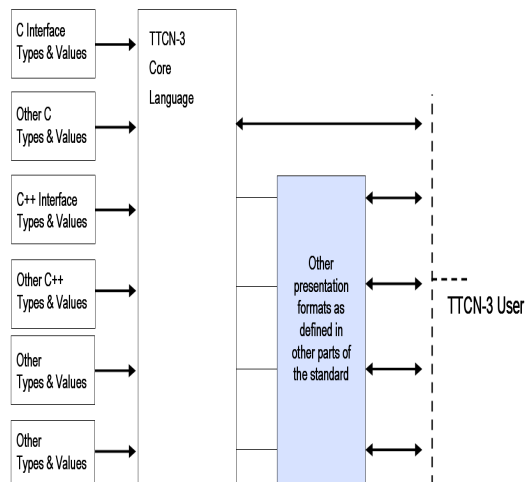 C Interface
Types & Values
Other C
Types & Values
C++ Interface
Types & Values
Other C++
Types & Values
Other
Types & Values
Other
Types & Values
TTCN-3
Core
Language
Other
presentation
formats as
defined in
other parts of
the standard
TTCN-3 User